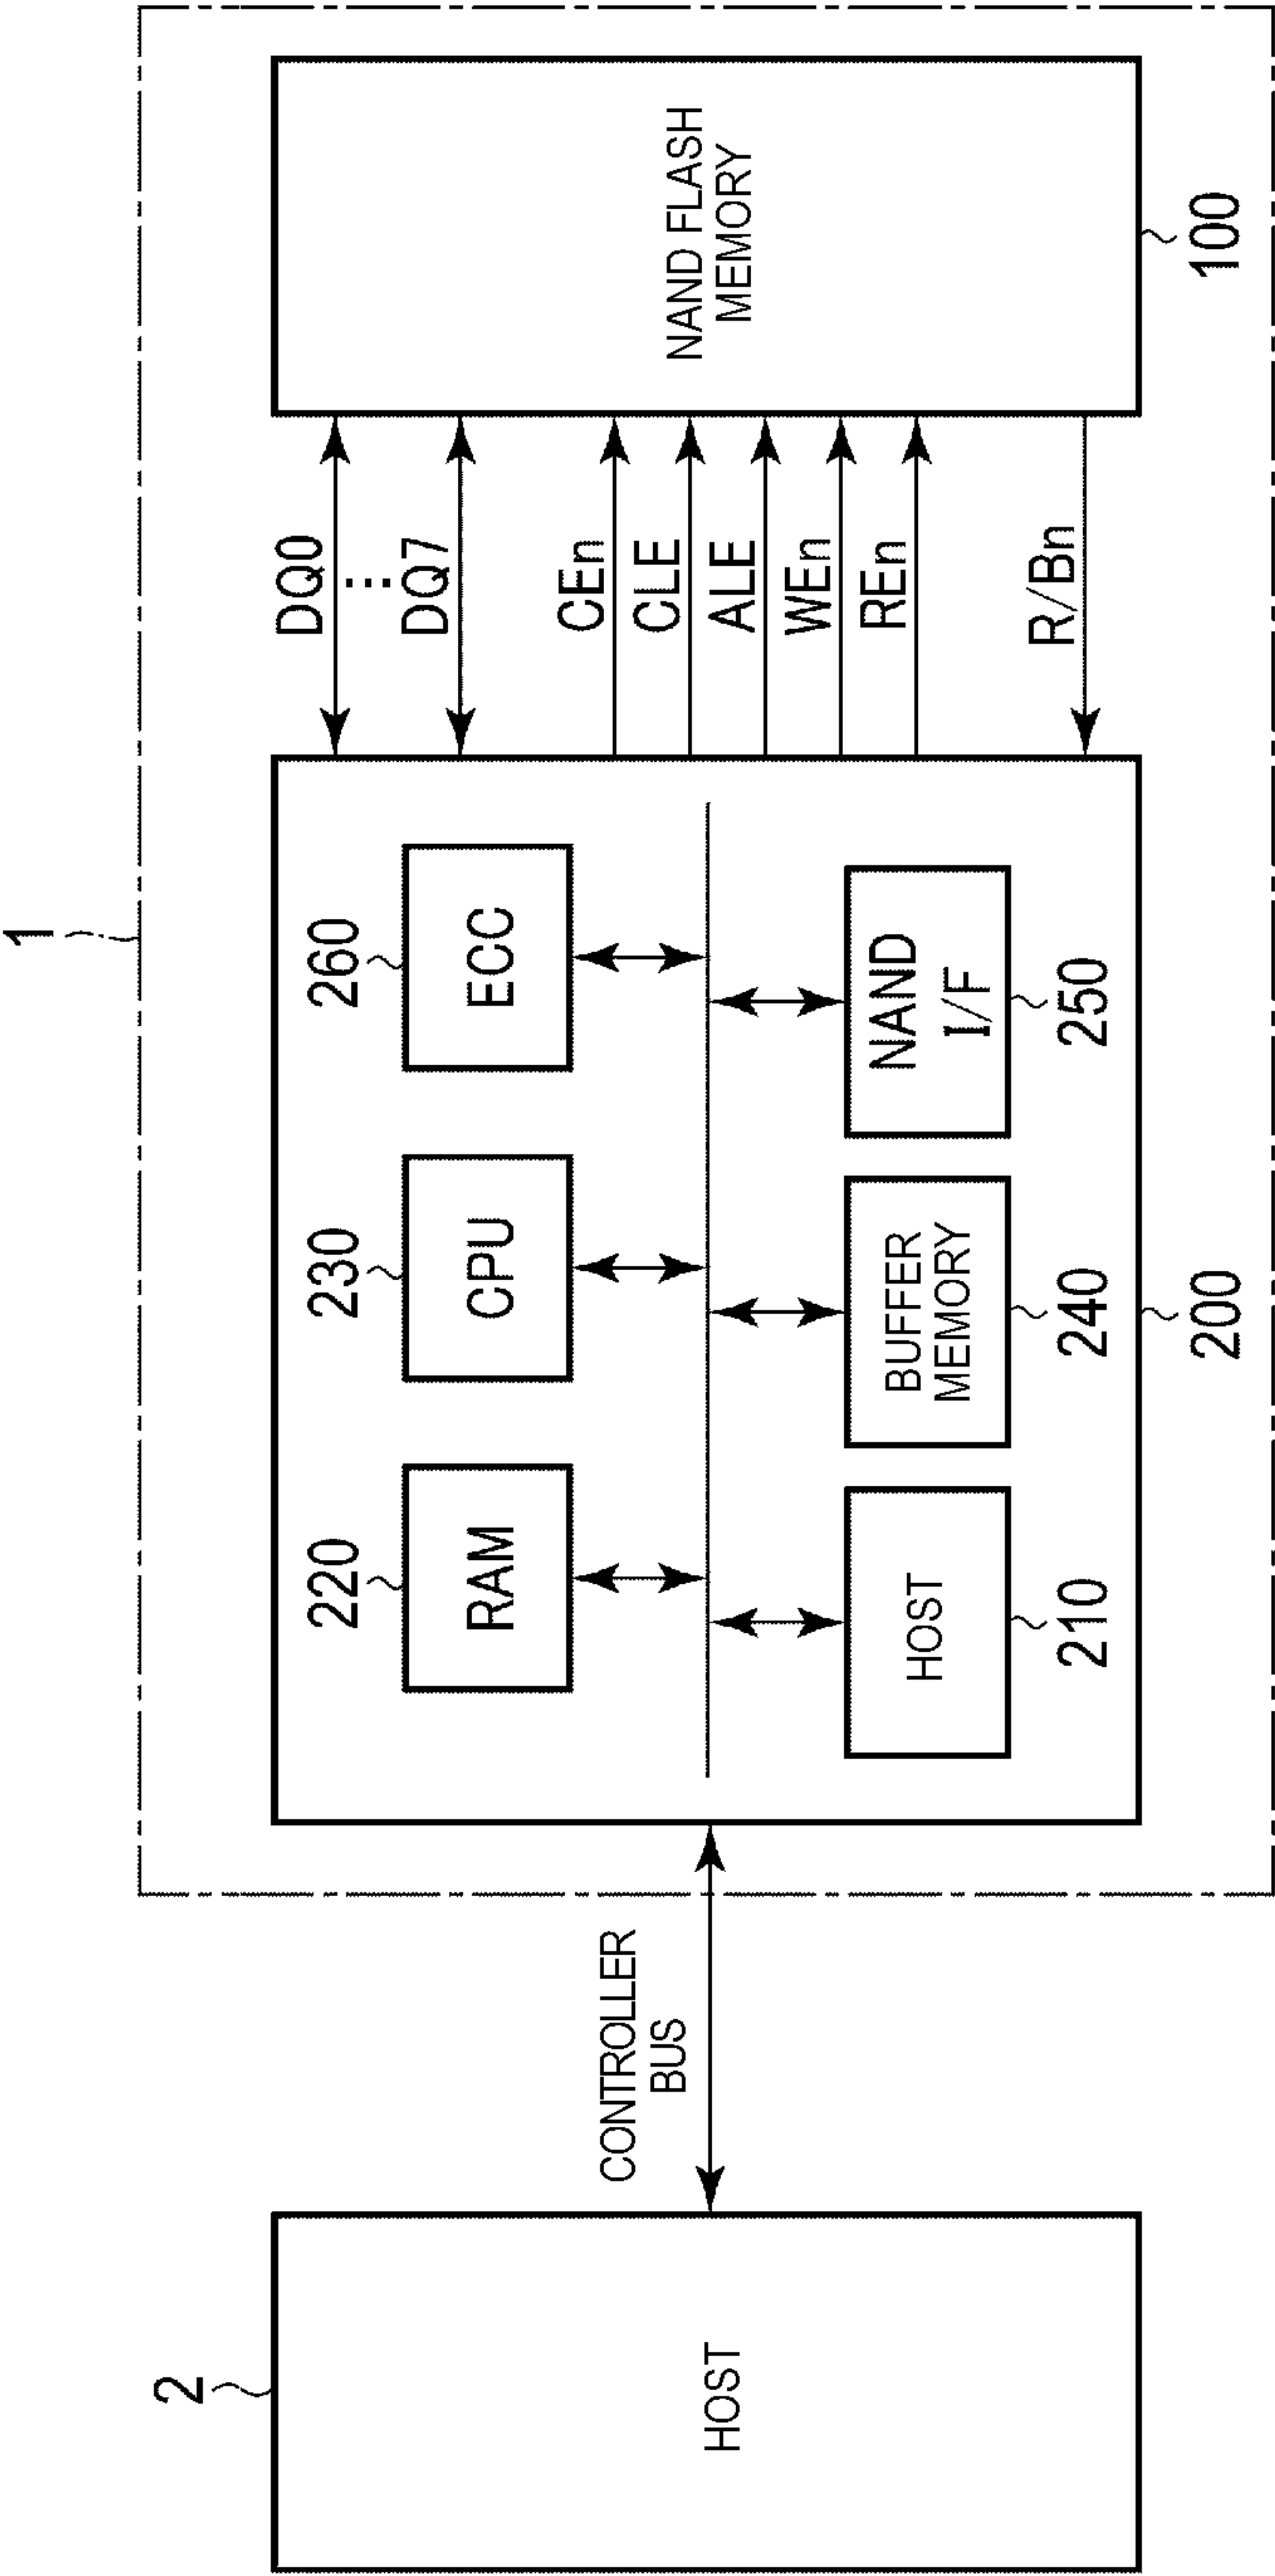 1
2
HOST
CONTROLLER
BUS
220
RAM
230
CPU
260
ECC
HOST
210
BUFFER
MEMORY
240
NAND
I/F
250
200
DQ0
⋯
DQ7
CEn
CLE
ALE
WEn
REn
R/Bn
NAND FLASH
MEMORY
100